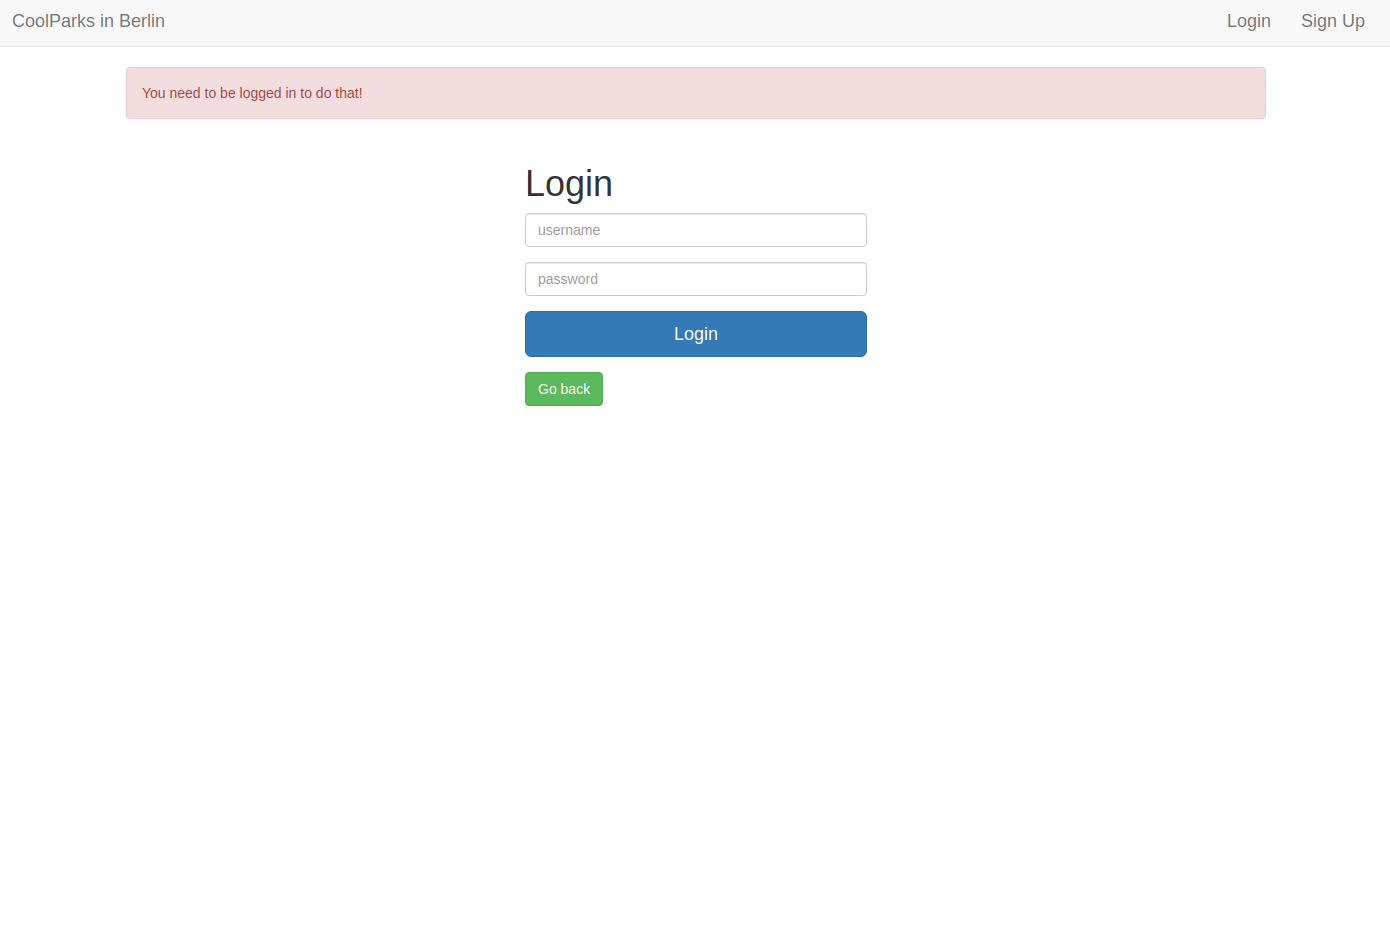 CoolParks in Berlin
Login
Sign Up
You need to be logged in to do that!
Login
username
password
Login
Go back